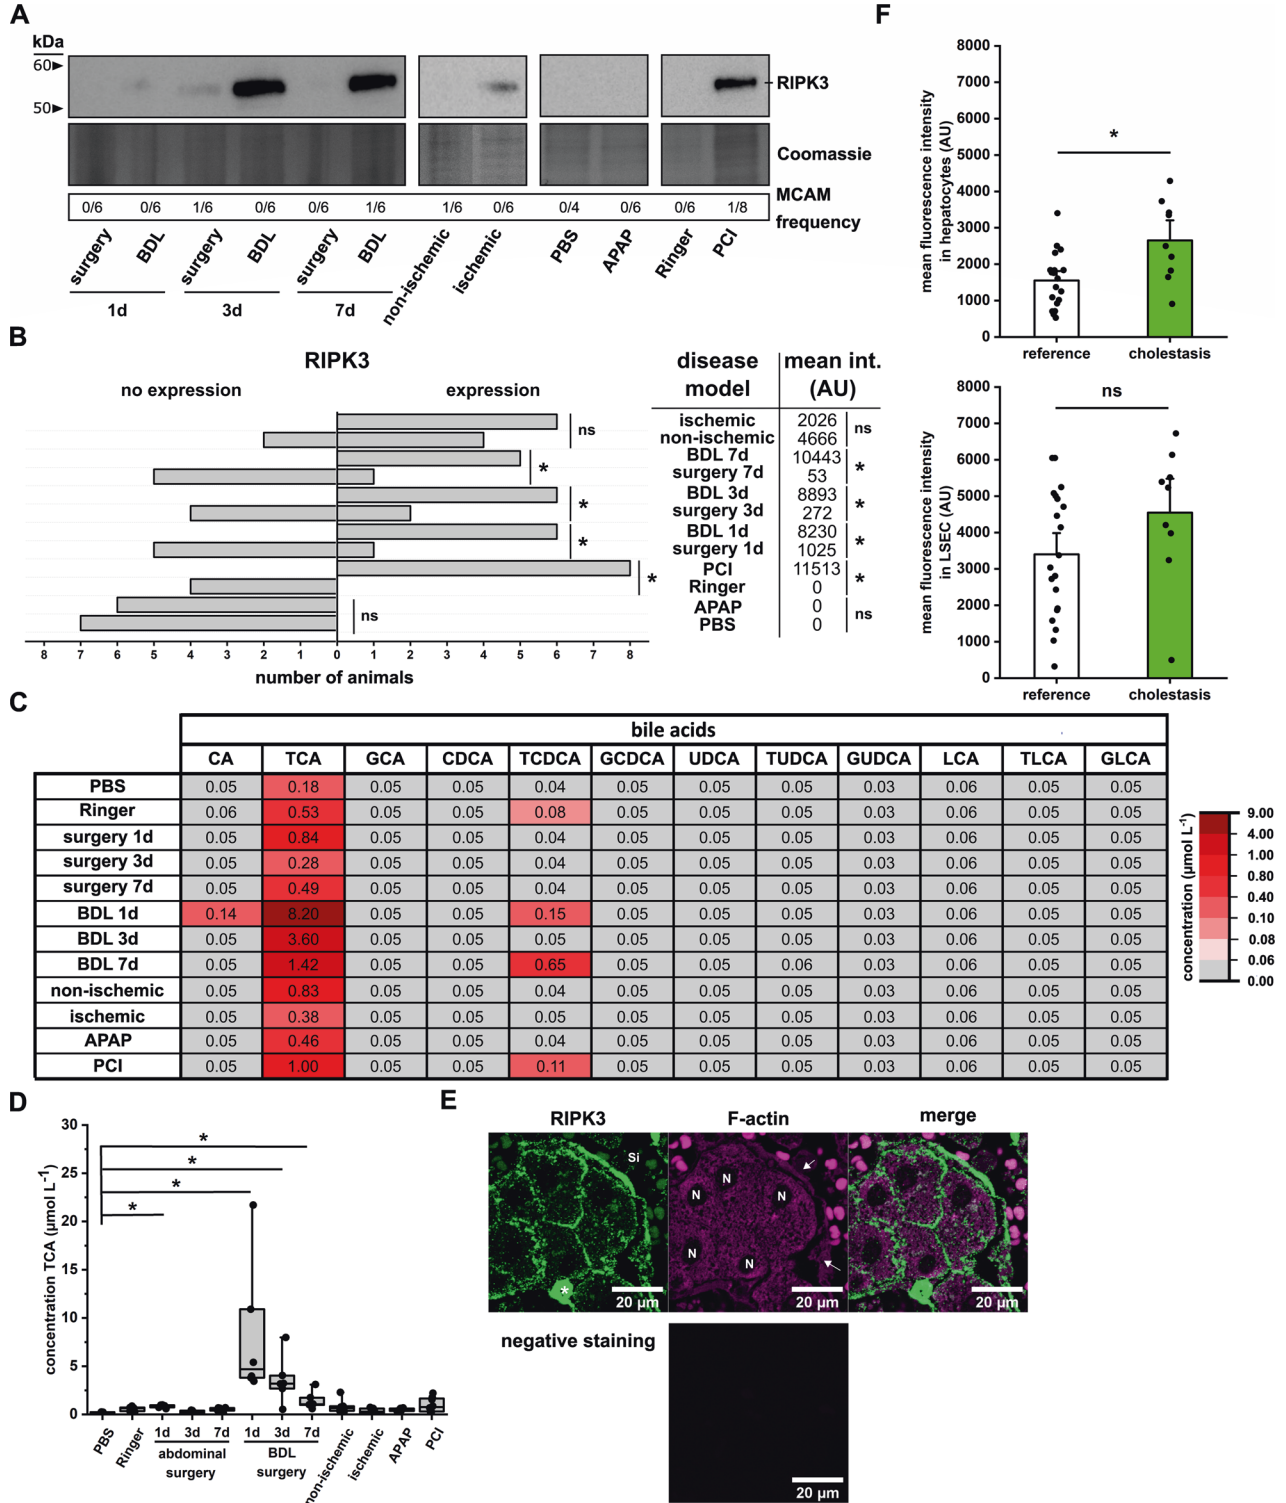 A
kDa
60
50
RIPK3
Coomassie
MCAM
frequency
0/6 0/6 1/6 0/6 0/6 1/6 1/6 0/6 0/4 0/6 0/6 1/8
surgery BDL surgery BDL surgery BDL non-ischemic ischemic PBS APAP Ringer PCI
1d 3d 7d
B
RIPK3
no expression expression
ns
*
*
*
*
ns
8 7 6 5 4 3 2 1 0 1 2 3 4 5 6 7 8
number of animals
disease model mean int. (AU)
ischemic 2026
non-ischemic 4666
ns
BDL 7d 10443
surgery 7d 53
*
BDL 3d 8893
surgery 3d 272
*
BDL 1d 8230
surgery 1d 1025
*
PCI 11513
Ringer 0
*
APAP 0
PBS 0
ns
F
mean fluorescence intensity
in hepatocytes (AU)
8000
7000
6000
5000
4000
3000
2000
1000
0
*
reference cholestasis
mean fluorescence intensity
in LSEC (AU)
8000
7000
6000
5000
4000
3000
2000
1000
0
ns
reference cholestasis
C
bile acids
CA TCA GCA CDCA TCDCA GCDCA UDCA TUDCA GUDCA LCA TLCA GLCA
PBS 0.05 0.18 0.05 0.05 0.04 0.05 0.05 0.05 0.03 0.06 0.05 0.05
Ringer 0.06 0.53 0.05 0.05 0.08 0.05 0.05 0.05 0.03 0.06 0.05 0.05
surgery 1d 0.05 0.84 0.05 0.05 0.04 0.05 0.05 0.05 0.03 0.06 0.05 0.05
surgery 3d 0.05 0.28 0.05 0.05 0.04 0.05 0.05 0.05 0.03 0.06 0.05 0.05
surgery 7d 0.05 0.49 0.05 0.05 0.04 0.05 0.05 0.05 0.03 0.06 0.05 0.05
BDL 1d 0.14 8.20 0.05 0.05 0.15 0.05 0.05 0.05 0.03 0.06 0.05 0.05
BDL 3d 0.05 3.60 0.05 0.05 0.05 0.05 0.05 0.05 0.03 0.06 0.05 0.05
BDL 7d 0.05 1.42 0.05 0.05 0.65 0.05 0.05 0.06 0.03 0.06 0.05 0.05
non-ischemic 0.05 0.83 0.05 0.05 0.04 0.05 0.05 0.05 0.03 0.06 0.05 0.05
ischemic 0.05 0.38 0.05 0.05 0.05 0.05 0.05 0.05 0.03 0.06 0.05 0.05
APAP 0.05 0.46 0.05 0.05 0.04 0.05 0.05 0.05 0.03 0.06 0.05 0.05
PCI 0.05 1.00 0.05 0.05 0.11 0.05 0.05 0.05 0.03 0.06 0.05 0.05
concentration (µmol L⁻¹)
9.00
4.00
1.00
0.80
0.40
0.10
0.08
0.06
0.00
D
concentration TCA (µmol L⁻¹)
30
25
20
15
10
5
0
*
*
*
*
PBS Ringer 1d 3d 7d 1d 3d 7d non-ischemic ischemic APAP PCI
abdominal surgery
BDL surgery
E
RIPK3 F-actin merge
Si
N
N
N
N
N
*
20 µm 20 µm 20 µm
negative staining
20 µm